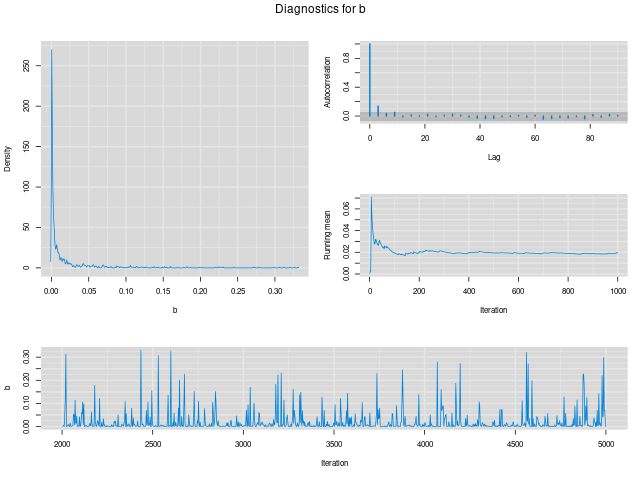 Diagnostics for b
Density
0 50 100 150 200 250
0.00 0.05 0.10 0.15 0.20 0.25 0.30
b
Autocorrelation
0.0 0.4 0.8
0 20 40 60 80
Lag
Running mean
0.00 0.02 0.04 0.06
0 200 400 600 800 1000
Iteration
b
0.00 0.10 0.20 0.30
2000 2500 3000 3500 4000 4500 5000
Iteration